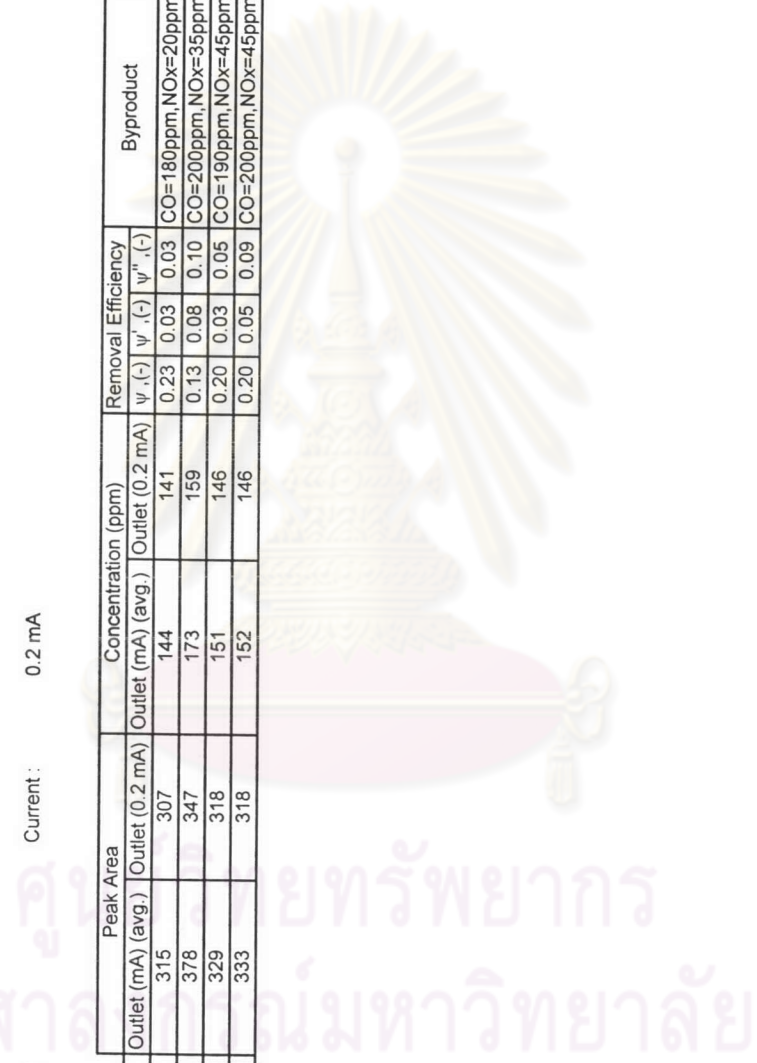 Current : 0.2 mA
Peak Area Concentration (ppm) Removal Efficiency Byproduct
Outlet (mA) (avg.) Outlet (0.2 mA) Outlet (mA) (avg.) Outlet (0.2 mA) ψ ,(-) ψ' ,(-) ψ'' ,(-)
315 307 144 141 0.23 0.03 0.03 CO=180ppm,NOx=20ppm
378 347 173 159 0.13 0.08 0.10 CO=200ppm,NOx=35ppm
329 318 151 146 0.20 0.03 0.05 CO=190ppm,NOx=45ppm
333 318 152 146 0.20 0.05 0.09 CO=200ppm,NOx=45ppm
ศูนย์วิทยทรัพยากร
จุฬาลงกรณ์มหาวิทยาลัย